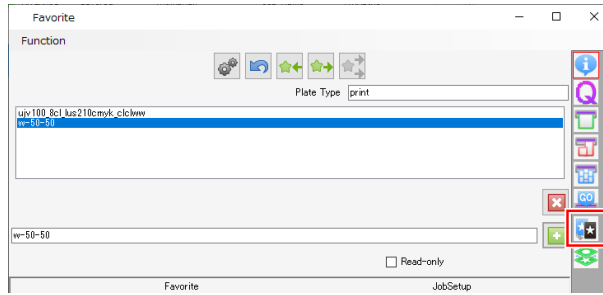 Favorite
Function
Plate Type print
ujv100_8cl_lus210cmyk_clclww
w-50-50
GO
w-50-50
Read-only
Favorite JobSetup